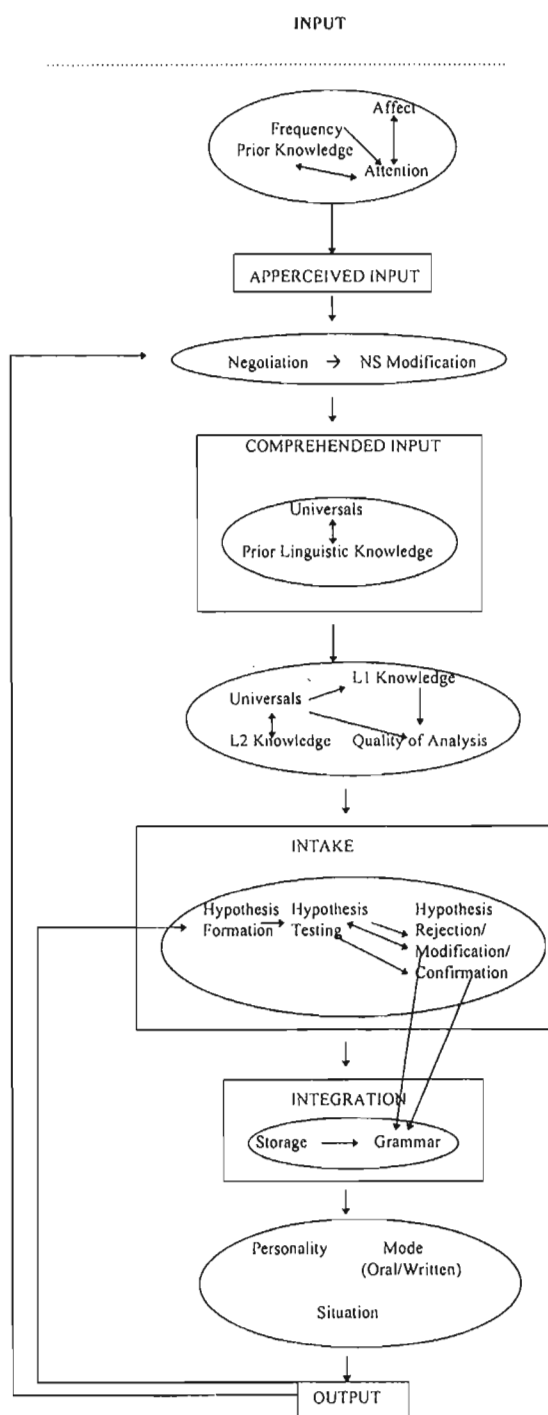 INPUT
Affect
Frequency
Prior Knowledge
Attention
APPERCEIVED INPUT
Negotiation → NS Modification
COMPREHENDED INPUT
Universals
Prior Linguistic Knowledge
L1 Knowledge
Universals
L2 Knowledge Quality of Analysis
INTAKE
Hypothesis Hypothesis Hypothesis
Formation Testing Rejection/
Modification/
Confirmation
INTEGRATION
Storage Grammar
Personality Mode
(Oral/Written)
Situation
OUTPUT